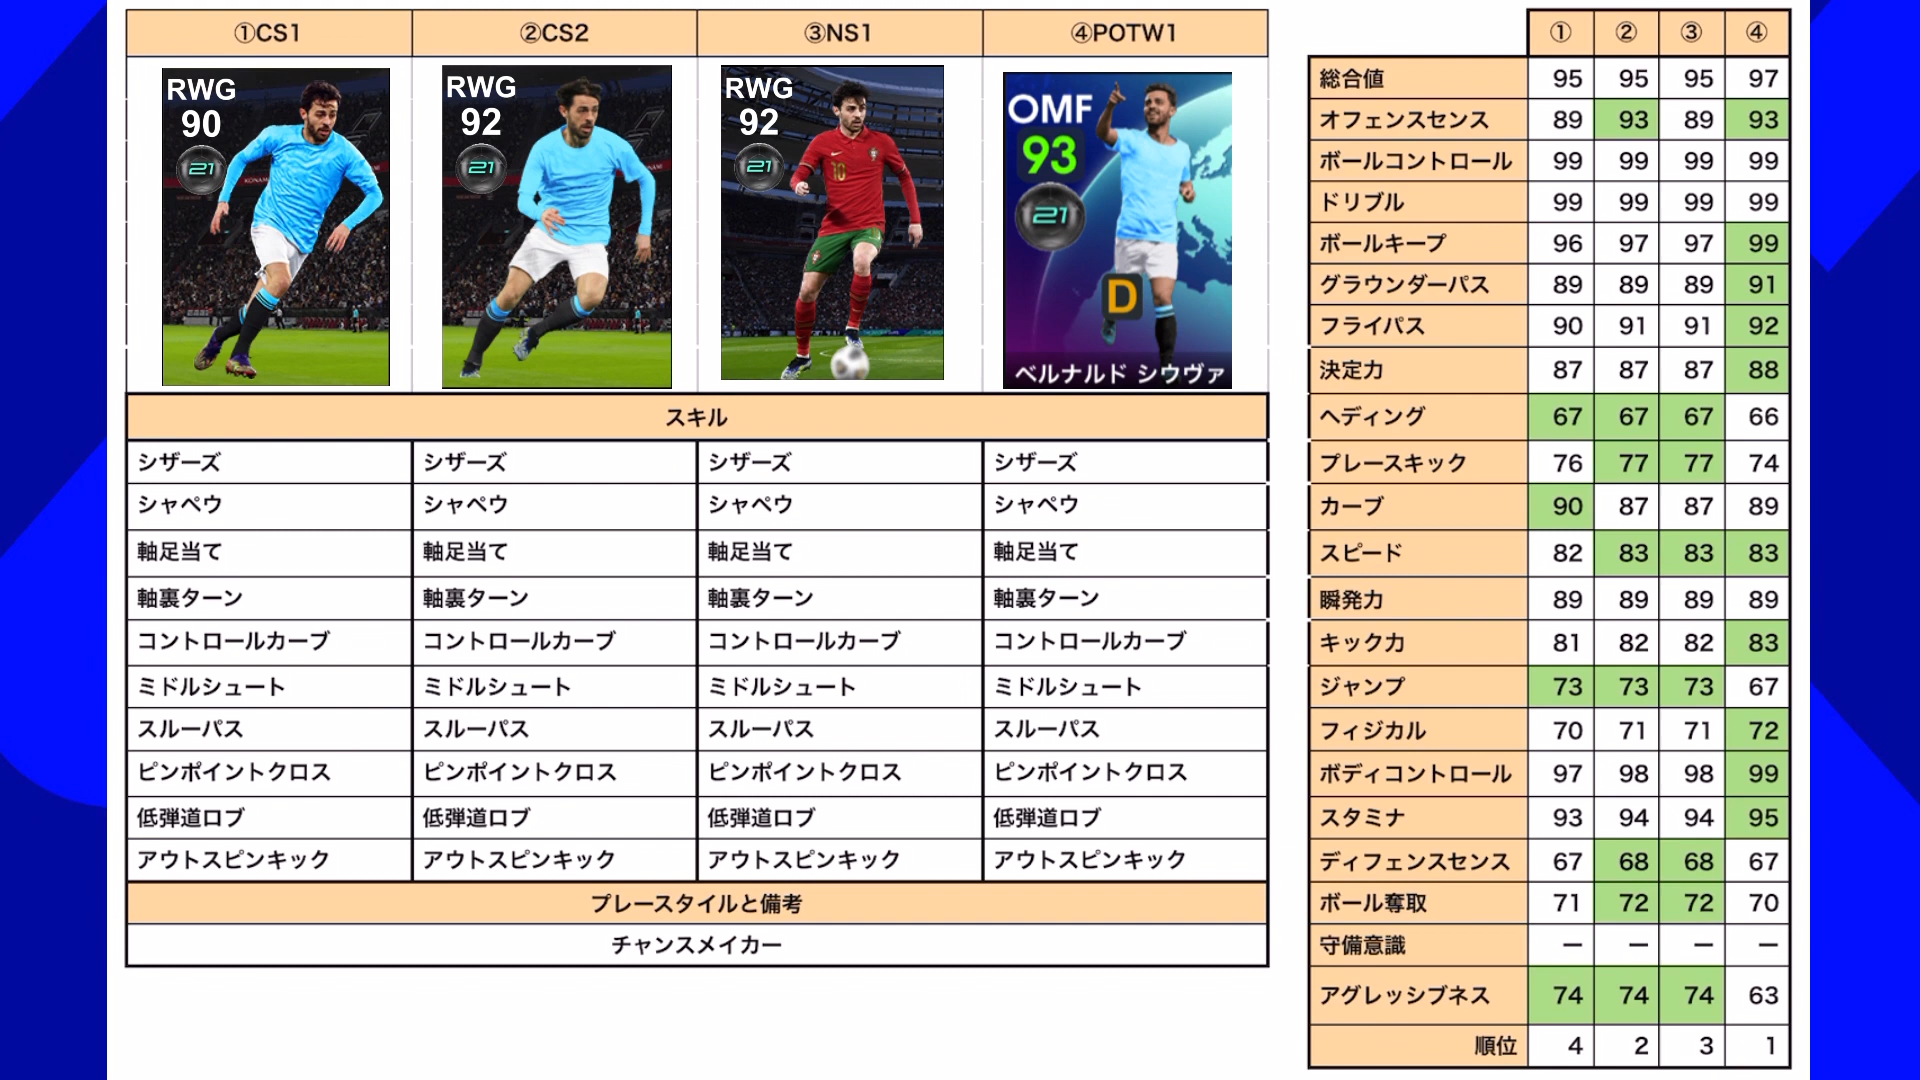 ①CS1 ②CS2 ③NS1 ④POTW1
RWG
90
21
RWG
92
21
RWG
92
21
10
OMF
93
21
D
ベルナルド シウヴァ
スキル
シザーズ シザーズ シザーズ シザーズ
シャペウ シャペウ シャペウ シャペウ
軸足当て 軸足当て 軸足当て 軸足当て
軸裏ターン 軸裏ターン 軸裏ターン 軸裏ターン
コントロールカーブ コントロールカーブ コントロールカーブ コントロールカーブ
ミドルシュート ミドルシュート ミドルシュート ミドルシュート
スルーパス スルーパス スルーパス スルーパス
ピンポイントクロス ピンポイントクロス ピンポイントクロス ピンポイントクロス
低弾道ロブ 低弾道ロブ 低弾道ロブ 低弾道ロブ
アウトスピンキック アウトスピンキック アウトスピンキック アウトスピンキック
プレースタイルと備考
チャンスメイカー
① ② ③ ④
総合値 95 95 95 97
オフェンスセンス 89 93 89 93
ボールコントロール 99 99 99 99
ドリブル 99 99 99 99
ボールキープ 96 97 97 99
グラウンダーパス 89 89 89 91
フライパス 90 91 91 92
決定力 87 87 87 88
ヘディング 67 67 67 66
プレースキック 76 77 77 74
カーブ 90 87 87 89
スピード 82 83 83 83
瞬発力 89 89 89 89
キック力 81 82 82 83
ジャンプ 73 73 73 67
フィジカル 70 71 71 72
ボディコントロール 97 98 98 99
スタミナ 93 94 94 95
ディフェンスセンス 67 68 68 67
ボール奪取 71 72 72 70
守備意識 ー ー ー ー
アグレッシブネス 74 74 74 63
順位 4 2 3 1